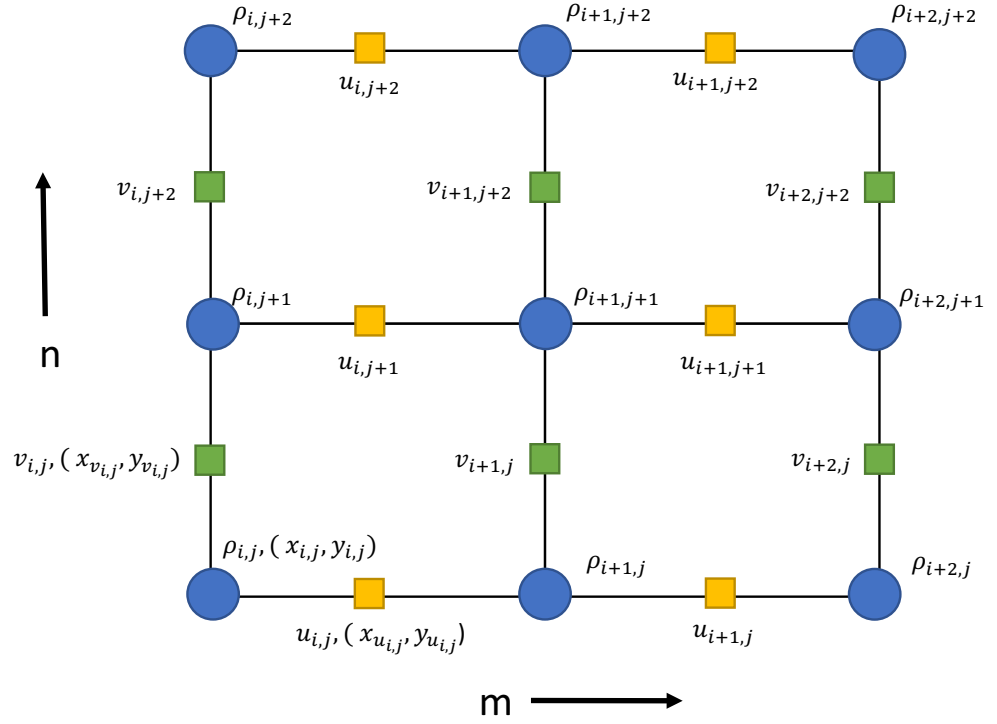 ρ_{i,j+2} ρ_{i+1,j+2} ρ_{i+2,j+2}
u_{i,j+2} u_{i+1,j+2}
v_{i,j+2} v_{i+1,j+2} v_{i+2,j+2}
ρ_{i,j+1} ρ_{i+1,j+1} ρ_{i+2,j+1}
n
u_{i,j+1} u_{i+1,j+1}
v_{i,j}, ( x_{v_{i,j}}, y_{v_{i,j}}) v_{i+1,j} v_{i+2,j}
ρ_{i,j}, ( x_{i,j}, y_{i,j}) ρ_{i+1,j} ρ_{i+2,j}
u_{i,j}, ( x_{u_{i,j}}, y_{u_{i,j}}) u_{i+1,j}
m